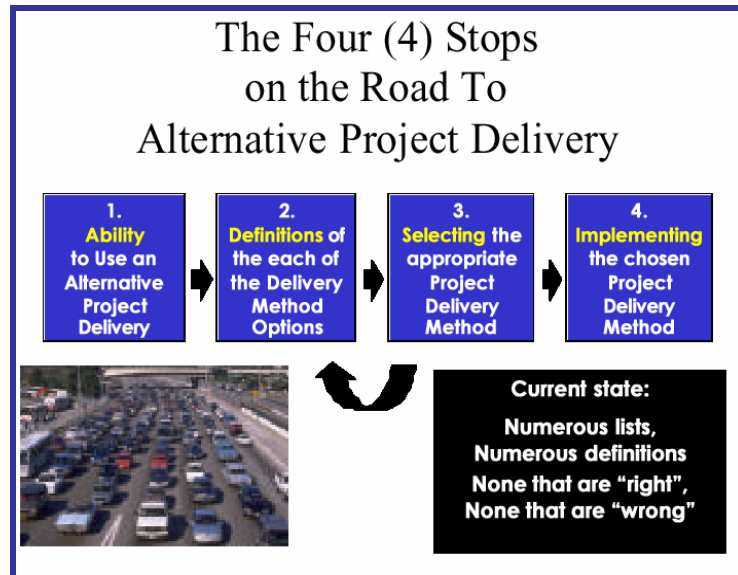 The Four (4) Stops
on the Road To
Alternative Project Delivery
1.
Ability
to Use an
Alternative
Project
Delivery
2.
Definitions of
the each of
the Delivery
Method
Options
3.
Selecting the
appropriate
Project
Delivery
Method
4.
Implementing
the chosen
Project
Delivery
Method
Current state:
Numerous lists,
Numerous definitions
None that are “right”,
None that are “wrong”